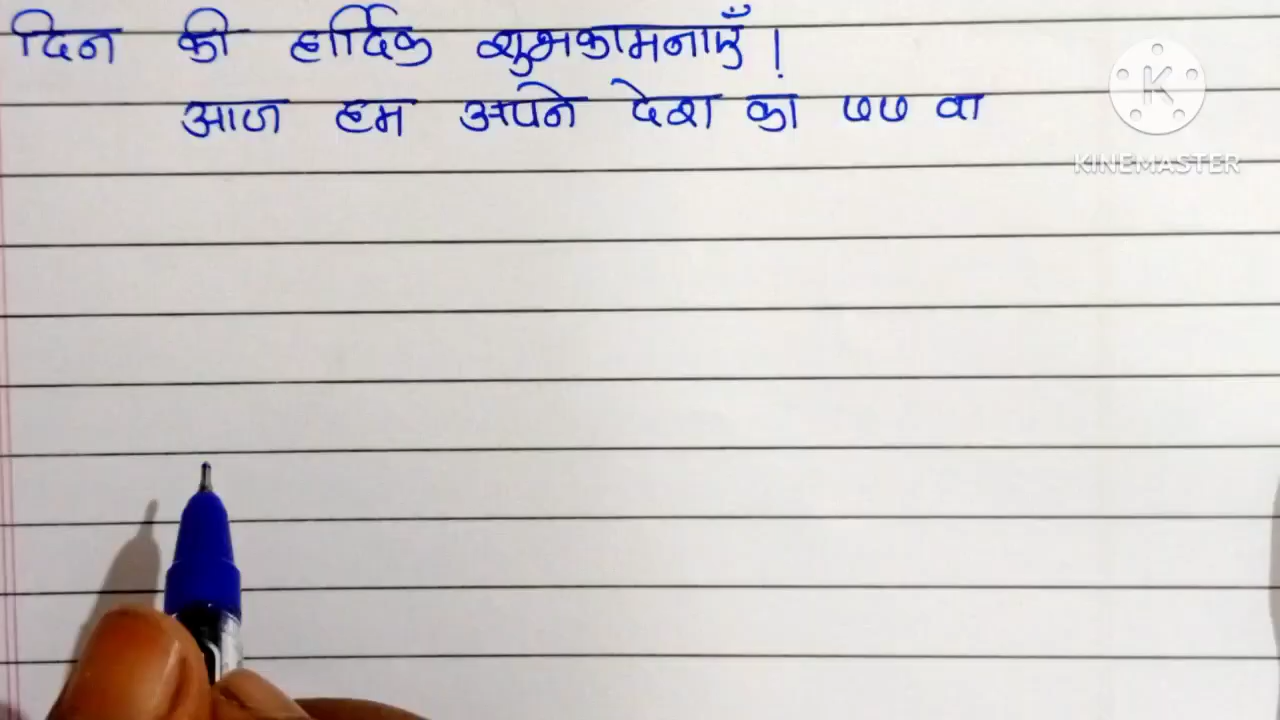 दिन की हार्दिक शुभकामनाएँ !
आज हम अपने देश का ७७ वा
K
KINEMASTER